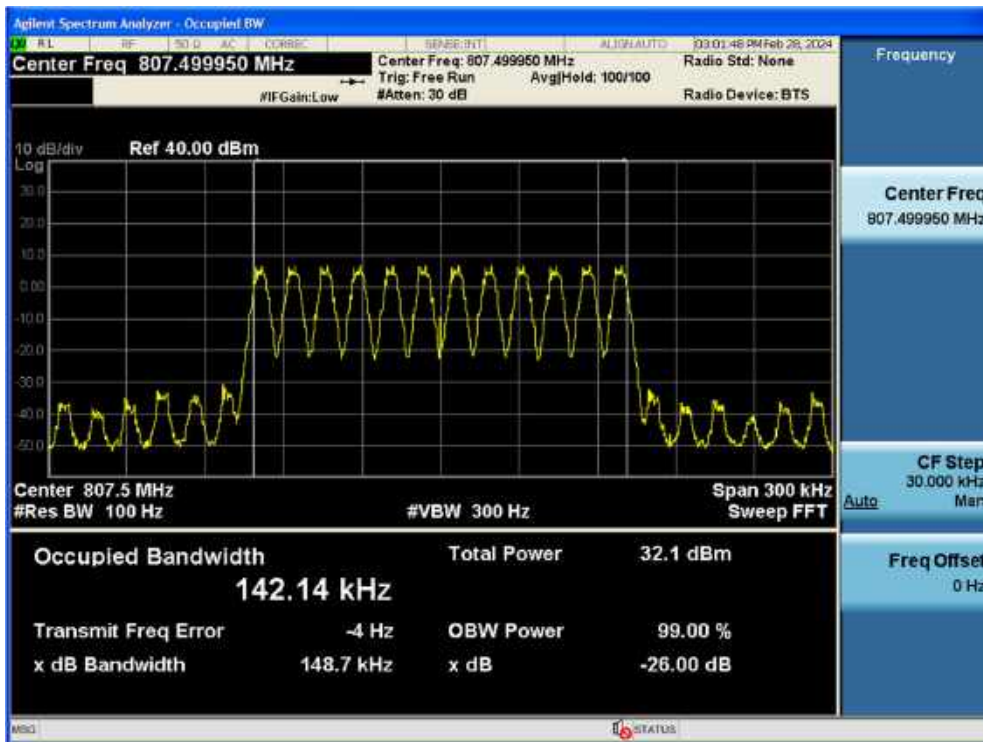 Agilent Spectrum Analyzer - Occupied BW
RL RF 50 Ω AC CORREC SENSE:INT ALIGN AUTO 03:01:48 PM Feb 28, 2024
Center Freq 807.499950 MHz
Center Freq: 807.499950 MHz
Radio Std: None
Trig: Free Run Avg|Hold: 100/100
#IFGain:Low
#Atten: 30 dB
Radio Device: BTS
Frequency
10 dB/div Ref 40.00 dBm
Log
30.0
20.0
10.0
0.00
-10.0
-20.0
-30.0
-40.0
-50.0
Center Freq
807.499950 MHz
Center 807.5 MHz Span 300 kHz
#Res BW 100 Hz #VBW 300 Hz Sweep FFT
CF Step
30.000 kHz
Auto Man
Occupied Bandwidth Total Power 32.1 dBm
142.14 kHz
Transmit Freq Error -4 Hz OBW Power 99.00 %
x dB Bandwidth 148.7 kHz x dB -26.00 dB
Freq Offset
0 Hz
MSG STATUS